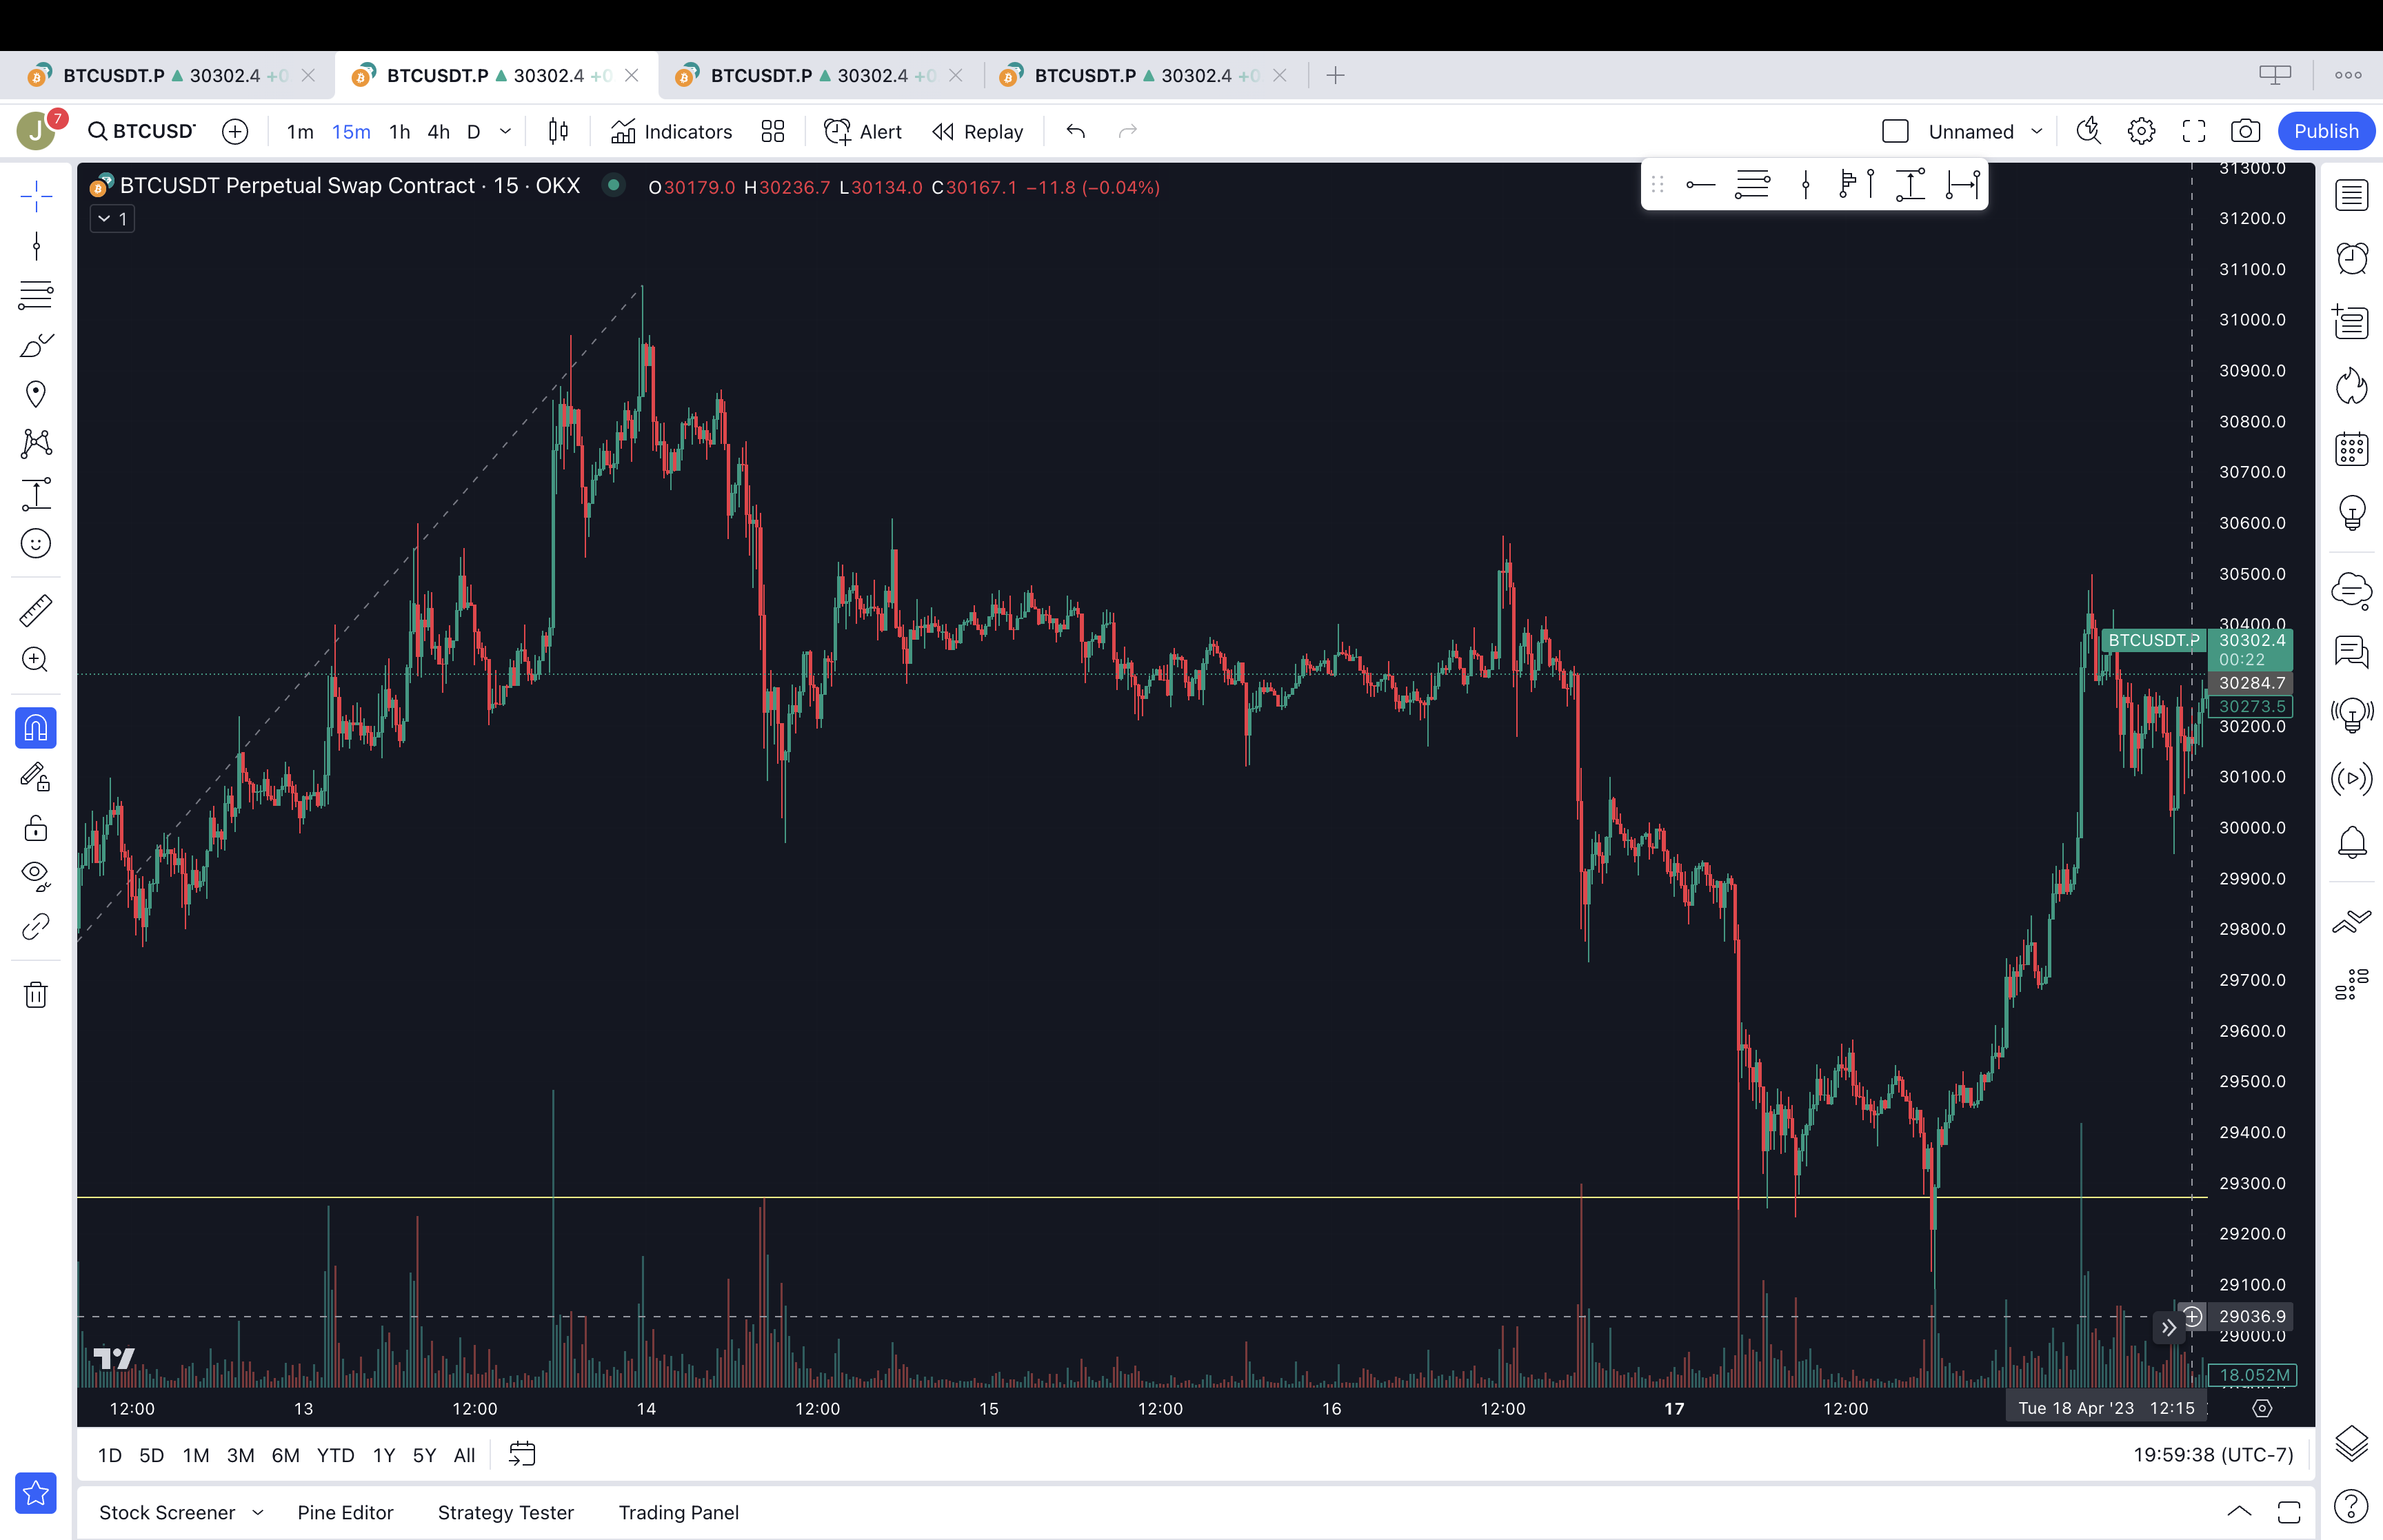 BTCUSDT.P ▲ 30302.4 +0
BTCUSDT.P ▲ 30302.4 +0
BTCUSDT.P ▲ 30302.4 +0
BTCUSDT.P ▲ 30302.4 +0
J 7
BTCUSD
1m 15m 1h 4h D
Indicators
Alert
Replay
Unnamed
Publish
BTCUSDT Perpetual Swap Contract · 15 · OKX
O30179.0 H30236.7 L30134.0 C30167.1 −11.8 (−0.04%)
1
31300.0
31200.0
31100.0
31000.0
30900.0
30800.0
30700.0
30600.0
30500.0
30400.0
BTCUSDT.P 30302.4
00:22
30284.7
30273.5
30200.0
30100.0
30000.0
29900.0
29800.0
29700.0
29600.0
29500.0
29400.0
29300.0
29200.0
29100.0
29036.9
29000.0
18.052M
12:00 13 12:00 14 12:00 15 12:00 16 12:00 17 12:00 Tue 18 Apr '23 12:15
1D 5D 1M 3M 6M YTD 1Y 5Y All
19:59:38 (UTC-7)
Stock Screener Pine Editor Strategy Tester Trading Panel